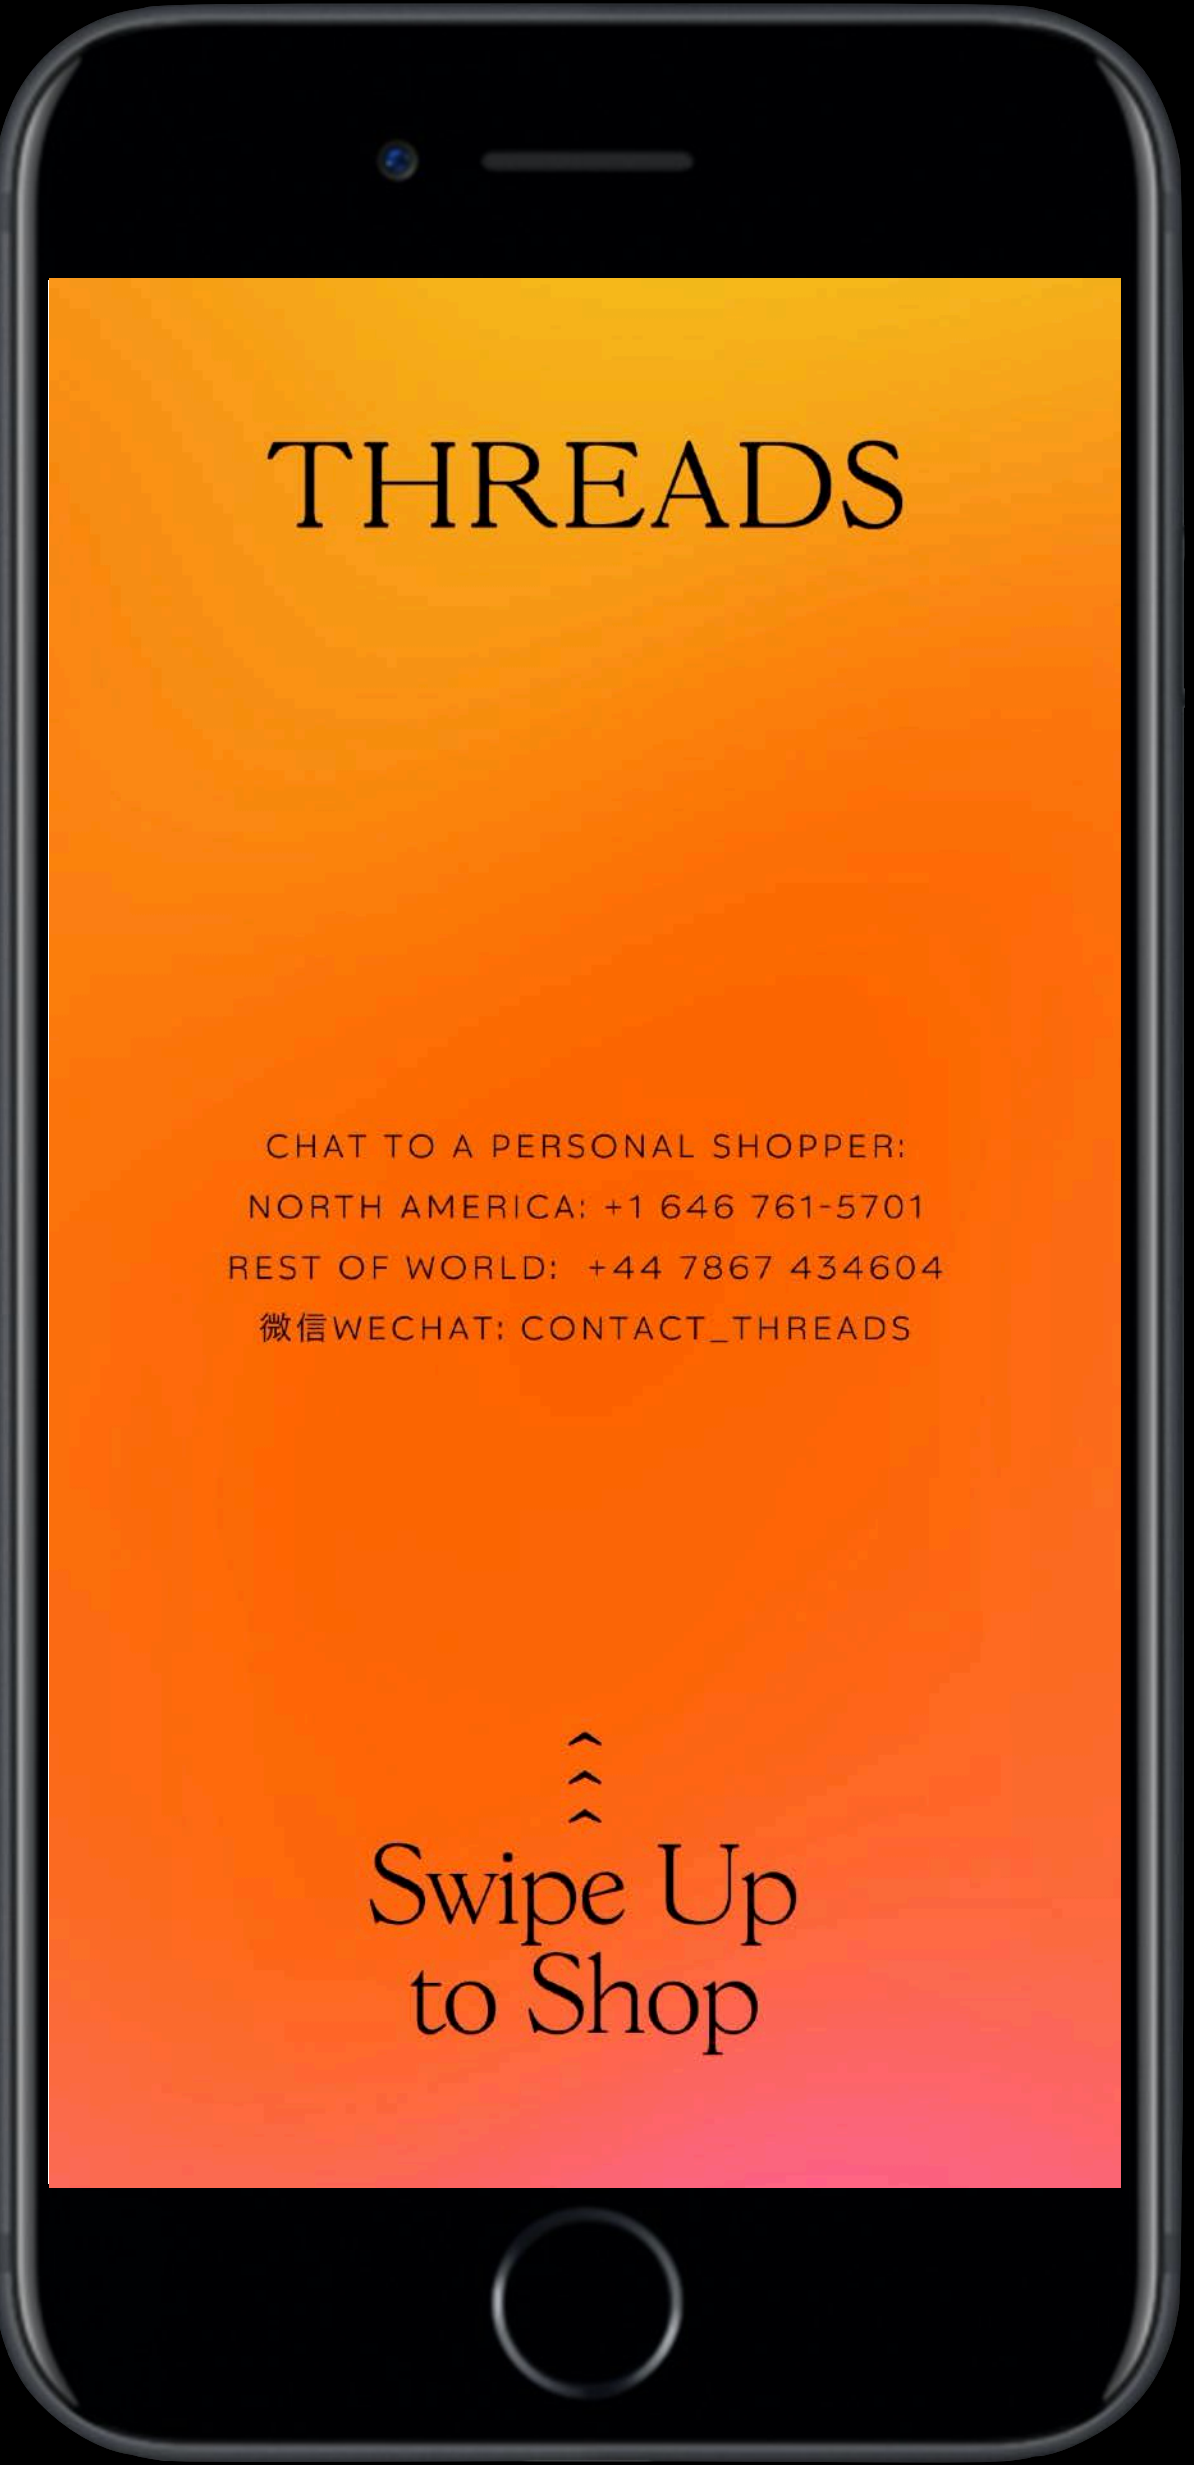 THREADS
CHAT TO A PERSONAL SHOPPER:
NORTH AMERICA: +1 646 761-5701
REST OF WORLD: +44 7867 434604
微信WECHAT: CONTACT_THREADS
Swipe Up
to Shop